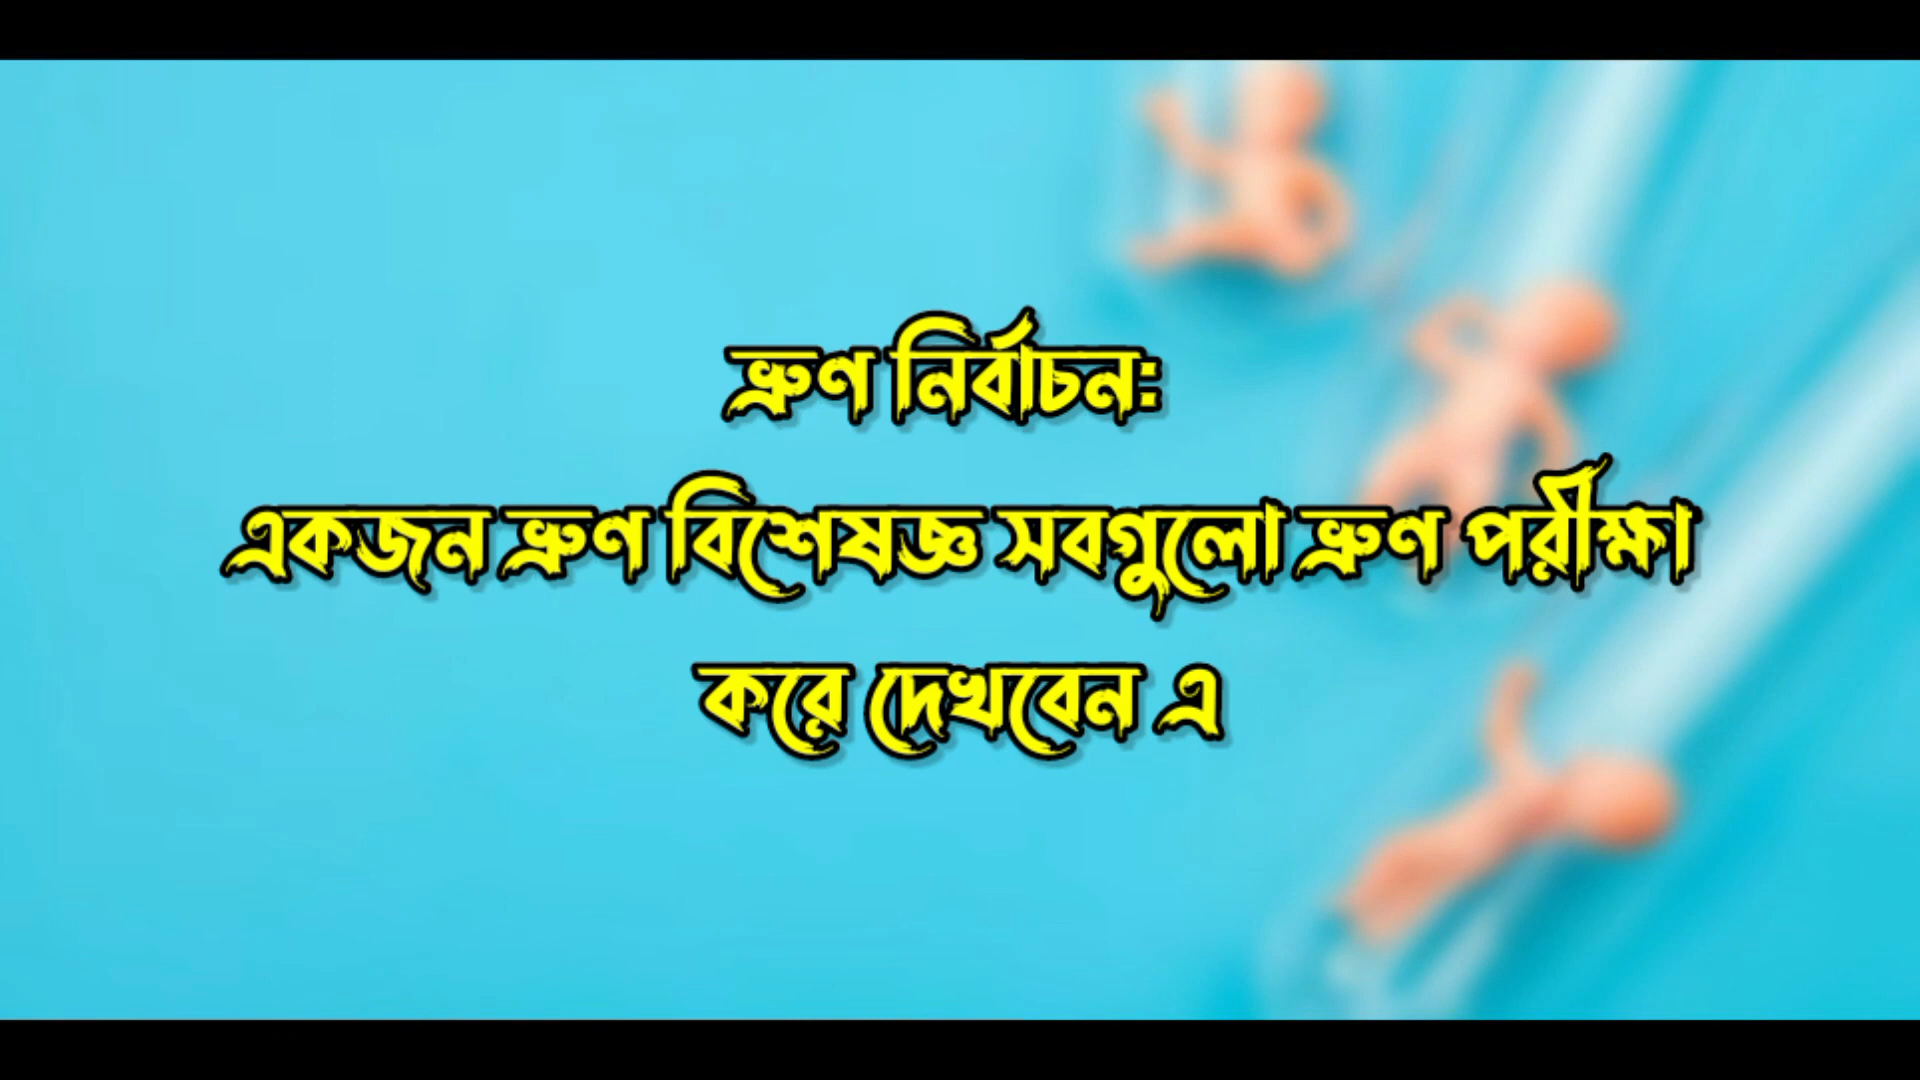 ভ্রুণ নির্বাচন:
একজন ভ্রুণ বিশেষজ্ঞ সবগুলো ভ্রুণ পরীক্ষা
করে দেখবেন এ